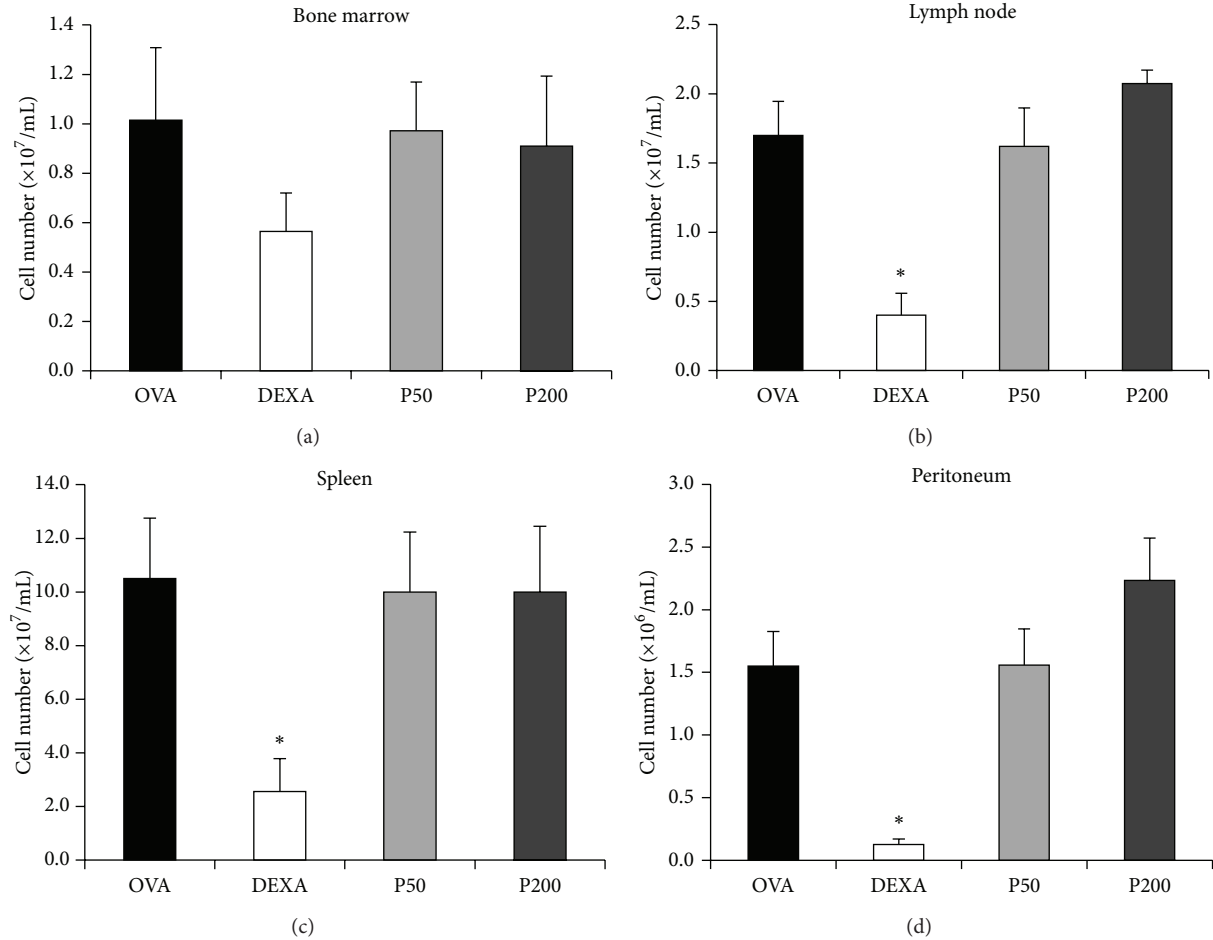 Bone marrow
Cell number (×10⁷/mL)
1.4
1.2
1.0
0.8
0.6
0.4
0.2
0.0
OVA DEXA P50 P200
(a)
Lymph node
Cell number (×10⁷/mL)
2.5
2.0
1.5
1.0
0.5
0.0
*
OVA DEXA P50 P200
(b)
Spleen
Cell number (×10⁷/mL)
14.0
12.0
10.0
8.0
6.0
4.0
2.0
0.0
*
OVA DEXA P50 P200
(c)
Peritoneum
Cell number (×10⁶/mL)
3.0
2.5
2.0
1.5
1.0
0.5
0.0
*
OVA DEXA P50 P200
(d)